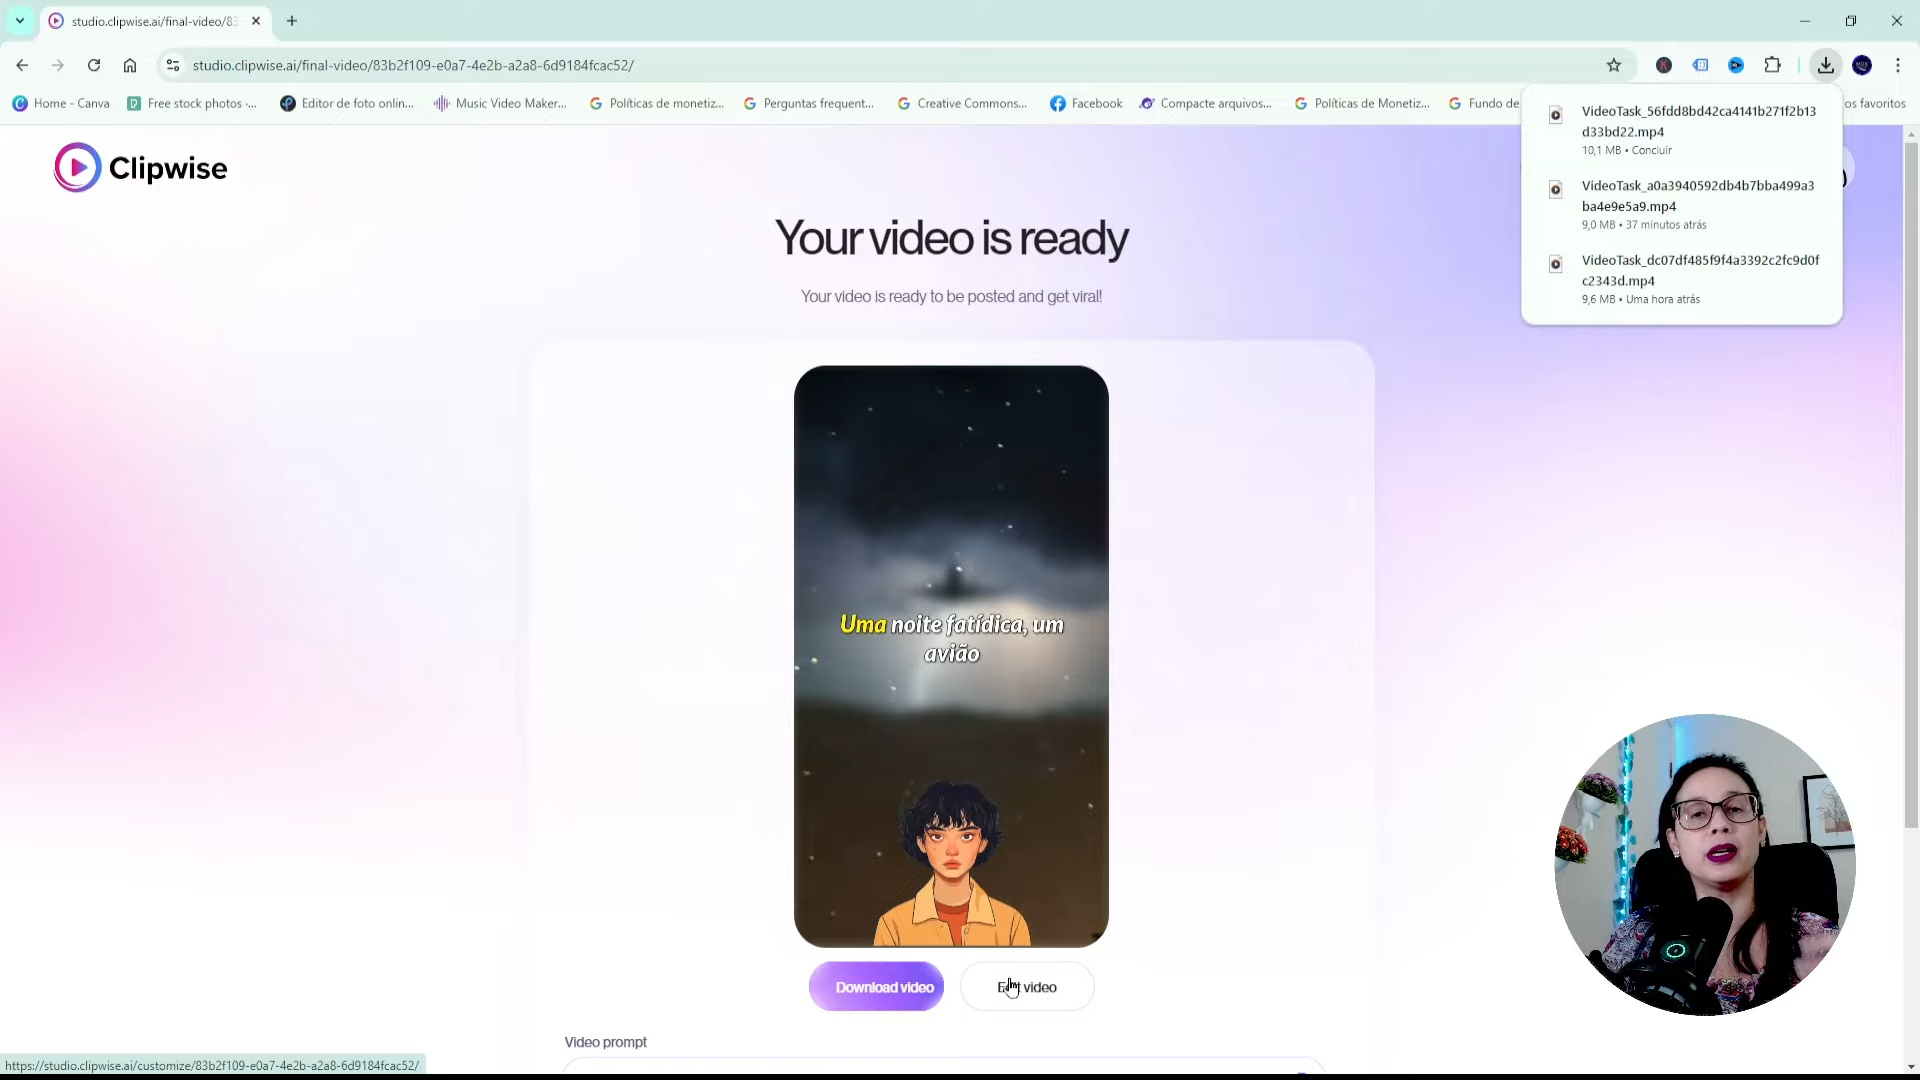 studio.clipwise.ai/final-video/83
studio.clipwise.ai/final-video/83b2f109-e0a7-4e2b-a2a8-6d9184fcac52/
Home - Canva
Free stock photos ·...
Editor de foto onlin...
Music Video Maker...
Políticas de monetiz...
Perguntas frequent...
Creative Commons...
Facebook
Compacte arquivos...
Políticas de Monetiz...
Fundo de
os favoritos
VideoTask_56fdd8bd42ca4141b271f2b13
d33bd22.mp4
10,1 MB • Concluir
VideoTask_a0a3940592db4b7bba499a3
ba4e9e5a9.mp4
9,0 MB • 37 minutos atrás
VideoTask_dc07df485f9f4a3392c2fc9d0f
c2343d.mp4
9,6 MB • Uma hora atrás
Clipwise
Your video is ready
Your video is ready to be posted and get viral!
Uma noite fatídica, um
avião
Download video
Edit video
Video prompt
https://studio.clipwise.ai/customize/83b2f109-e0a7-4e2b-a2a8-6d9184fcac52/